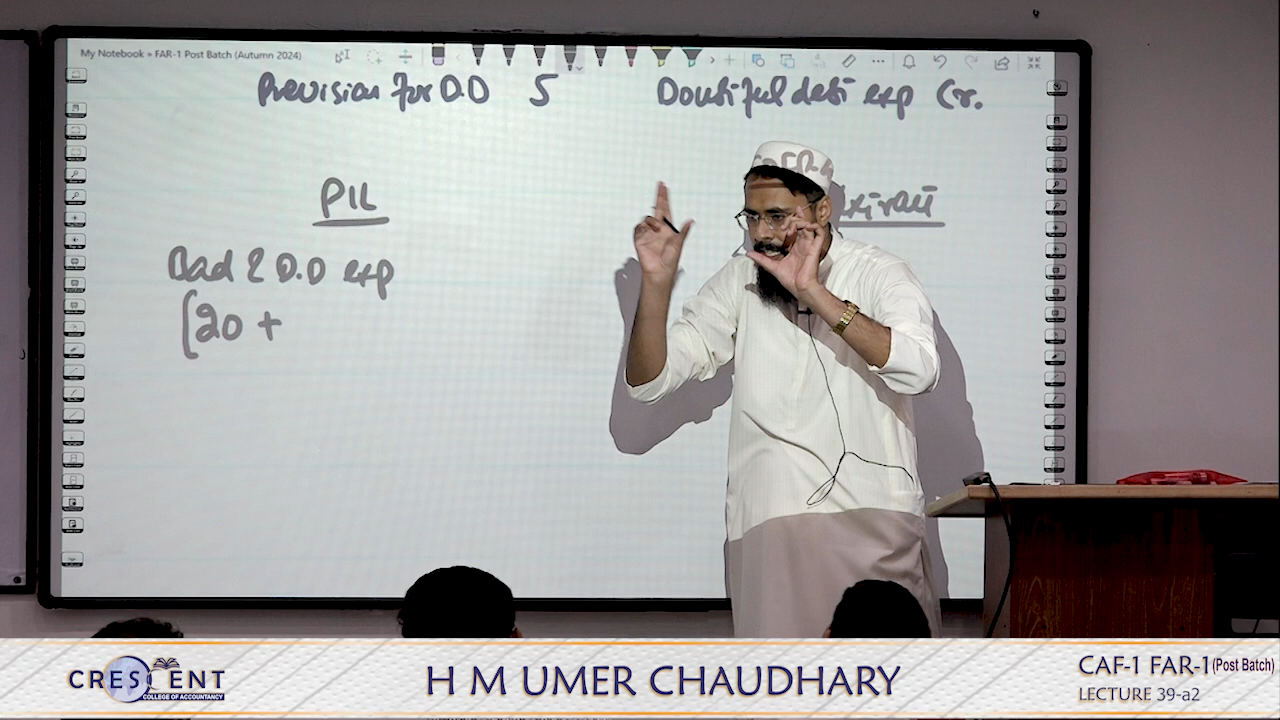 My Notebook » FAR-1 Post Batch (Autumn 2024)
Provision for D.D 5 Doubtful debt exp Cr.
P1L
Bad & D.D exp
[20 +
CRESCENT
COLLEGE OF ACCOUNTANCY
H M UMER CHAUDHARY
CAF-1 FAR-1 (Post Batch)
LECTURE 39-a2